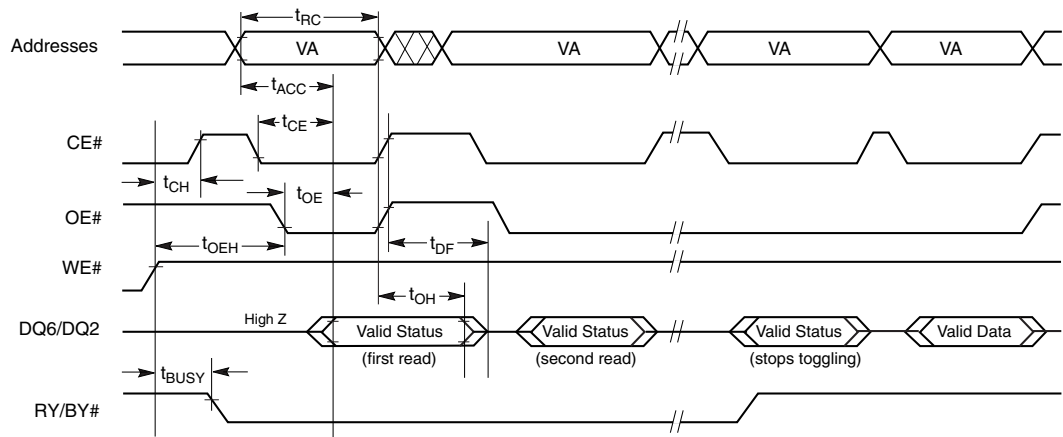 tRC
Addresses VA VA VA VA
tACC
tCE
CE#
tCH tOE
OE#
tOEH tDF
WE#
tOH
High Z
DQ6/DQ2 Valid Status Valid Status Valid Status Valid Data
(first read) (second read) (stops toggling)
tBUSY
RY/BY#